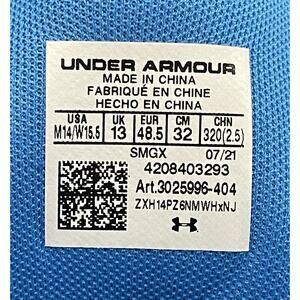 UNDER ARMOUR
MADE IN CHINA
FABRIQUÉ EN CHINE
HECHO EN CHINA
USA UK EUR CM CHN
M14/W15.5 13 48.5 32 320(2.5)
SMGX 07/21
4208403293
Art.3025996-404
ZXH14PZ6NMWHxNJ